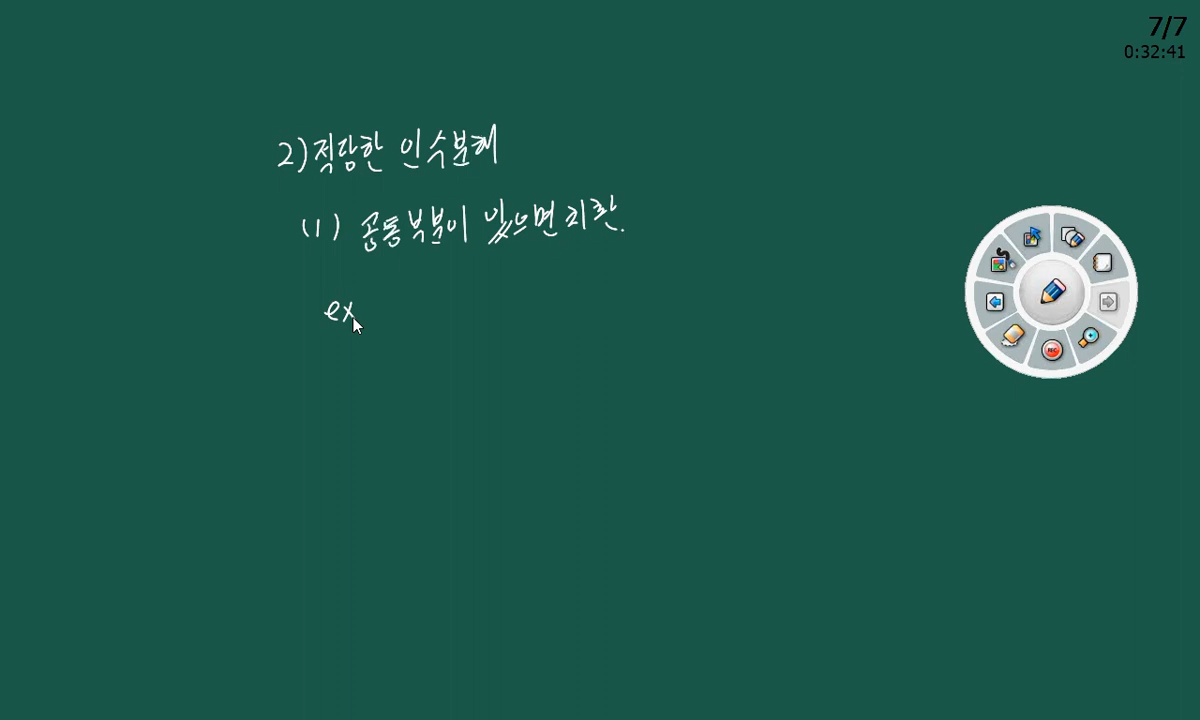 7/7
0:32:41
2) 적당한 인수분해
(1) 공통부분이 있으면 치환.
ex
REC